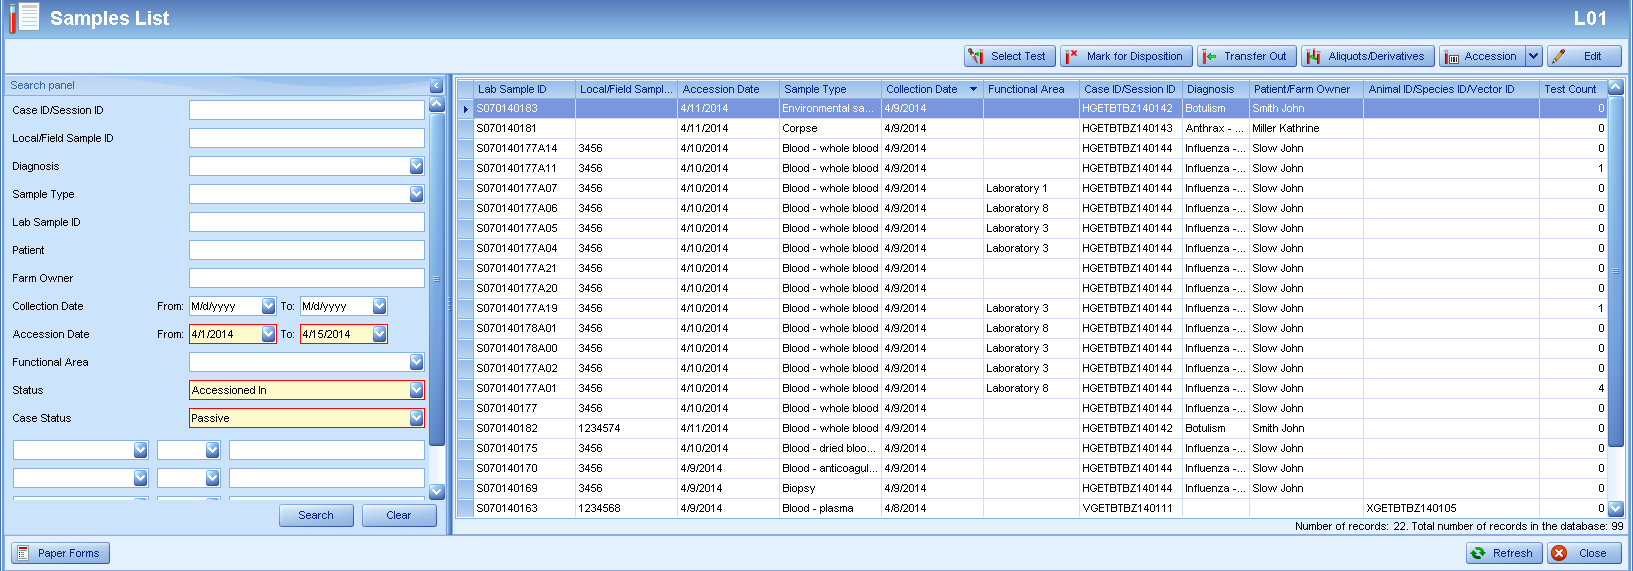 Samples List L01
Select Test Mark for Disposition Transfer Out Aliquots/Derivatives Accession Edit
Search panel
Case ID/Session ID
Local/Field Sample ID
Diagnosis
Sample Type
Lab Sample ID
Patient
Farm Owner
Collection Date From: M/d/yyyy To: M/d/yyyy
Accession Date From: 4/1/2014 To: 4/15/2014
Functional Area
Status Accessioned In
Case Status Passive
Search Clear
Lab Sample ID Local/Field Sampl... Accession Date Sample Type Collection Date Functional Area Case ID/Session ID Diagnosis Patient/Farm Owner Animal ID/Species ID/Vector ID Test Count
S070140183 4/11/2014 Environmental sa... 4/9/2014 HGETBTBZ140142 Botulism Smith John 0
S070140181 4/11/2014 Corpse 4/9/2014 HGETBTBZ140143 Anthrax - ... Miller Kathrine 0
S070140177A14 3456 4/10/2014 Blood - whole blood 4/9/2014 HGETBTBZ140144 Influenza -... Slow John 0
S070140177A11 3456 4/10/2014 Blood - whole blood 4/9/2014 HGETBTBZ140144 Influenza -... Slow John 1
S070140177A07 3456 4/10/2014 Blood - whole blood 4/9/2014 Laboratory 1 HGETBTBZ140144 Influenza -... Slow John 0
S070140177A06 3456 4/10/2014 Blood - whole blood 4/9/2014 Laboratory 8 HGETBTBZ140144 Influenza -... Slow John 0
S070140177A05 3456 4/10/2014 Blood - whole blood 4/9/2014 Laboratory 3 HGETBTBZ140144 Influenza -... Slow John 0
S070140177A04 3456 4/10/2014 Blood - whole blood 4/9/2014 Laboratory 3 HGETBTBZ140144 Influenza -... Slow John 0
S070140177A21 3456 4/10/2014 Blood - whole blood 4/9/2014 HGETBTBZ140144 Influenza -... Slow John 0
S070140177A20 3456 4/10/2014 Blood - whole blood 4/9/2014 HGETBTBZ140144 Influenza -... Slow John 0
S070140177A19 3456 4/10/2014 Blood - whole blood 4/9/2014 Laboratory 3 HGETBTBZ140144 Influenza -... Slow John 1
S070140178A01 3456 4/10/2014 Blood - whole blood 4/9/2014 Laboratory 8 HGETBTBZ140144 Influenza -... Slow John 0
S070140178A00 3456 4/10/2014 Blood - whole blood 4/9/2014 Laboratory 3 HGETBTBZ140144 Influenza -... Slow John 0
S070140177A02 3456 4/10/2014 Blood - whole blood 4/9/2014 Laboratory 3 HGETBTBZ140144 Influenza -... Slow John 0
S070140177A01 3456 4/10/2014 Blood - whole blood 4/9/2014 Laboratory 8 HGETBTBZ140144 Influenza -... Slow John 4
S070140177 3456 4/10/2014 Blood - whole blood 4/9/2014 HGETBTBZ140144 Influenza -... Slow John 0
S070140182 1234574 4/11/2014 Blood - whole blood 4/9/2014 HGETBTBZ140142 Botulism Smith John 0
S070140175 3456 4/10/2014 Blood - dried bloo... 4/9/2014 HGETBTBZ140144 Influenza -... Slow John 0
S070140170 3456 4/9/2014 Blood - anticoagul... 4/9/2014 HGETBTBZ140144 Influenza -... Slow John 0
S070140169 3456 4/9/2014 Biopsy 4/9/2014 HGETBTBZ140144 Influenza -... Slow John 0
S070140163 1234568 4/9/2014 Blood - plasma 4/8/2014 VGETBTBZ140111 XGETBTBZ140105 0
Number of records: 22. Total number of records in the database: 99
Paper Forms Refresh Close